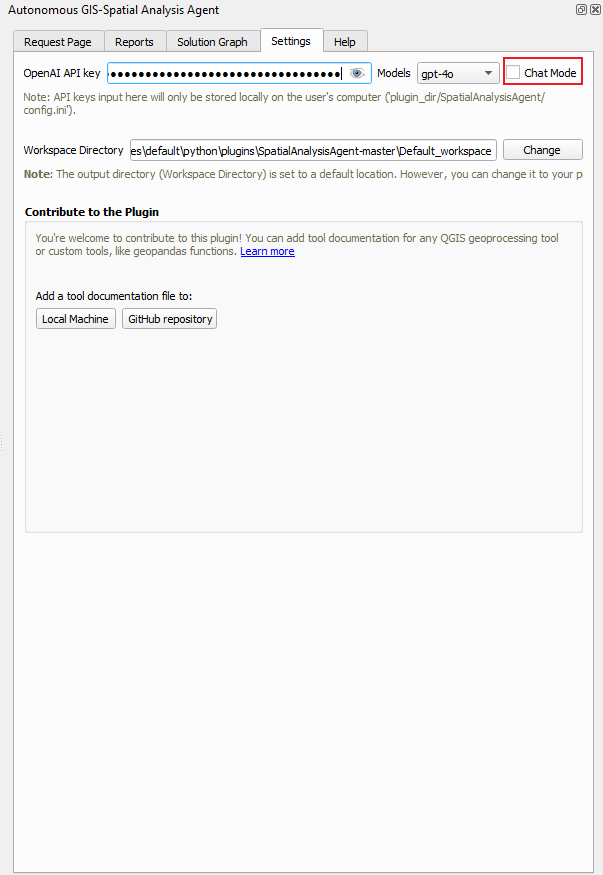 Autonomous GIS-Spatial Analysis Agent
Request Page Reports Solution Graph Settings Help
OpenAI API key Models gpt-4o Chat Mode
Note: API keys input here will only be stored locally on the user's computer ('plugin_dir/SpatialAnalysisAgent/
config.ini').
Workspace Directory es\default\python\plugins\SpatialAnalysisAgent-master\Default_workspace Change
Note: The output directory (Workspace Directory) is set to a default location. However, you can change it to your p
Contribute to the Plugin
You're welcome to contribute to this plugin! You can add tool documentation for any QGIS geoprocessing tool
or custom tools, like geopandas functions. Learn more
Add a tool documentation file to:
Local Machine GitHub repository